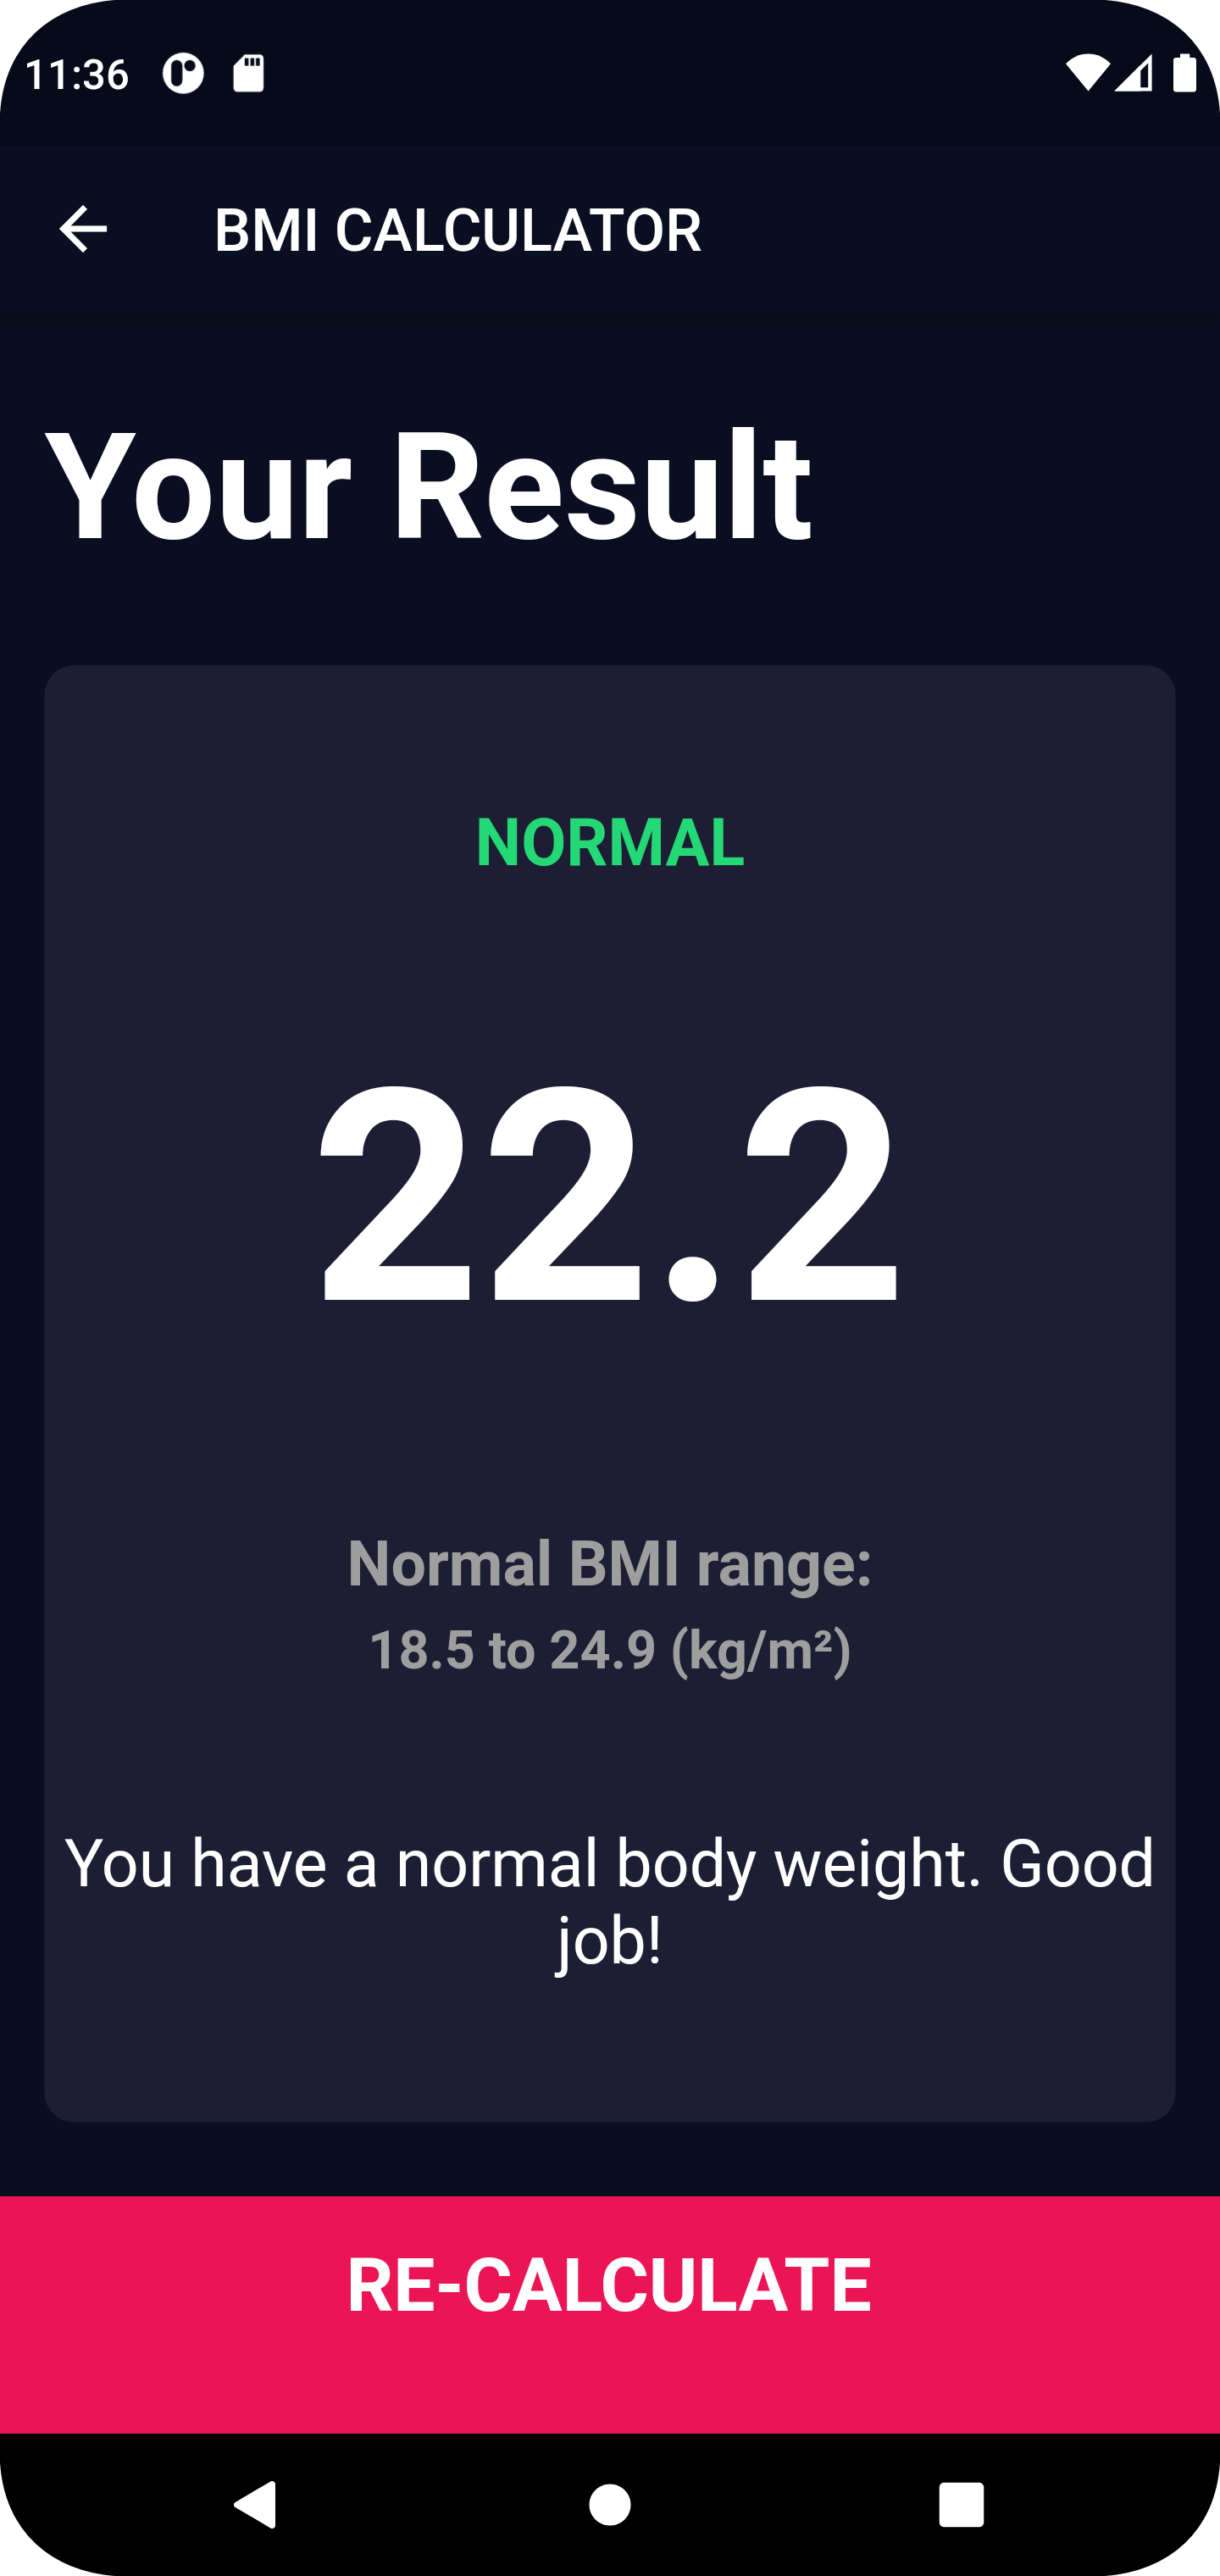 11:36
BMI CALCULATOR
Your Result
NORMAL
22.2
Normal BMI range:
18.5 to 24.9 (kg/m²)
You have a normal body weight. Good
job!
RE-CALCULATE